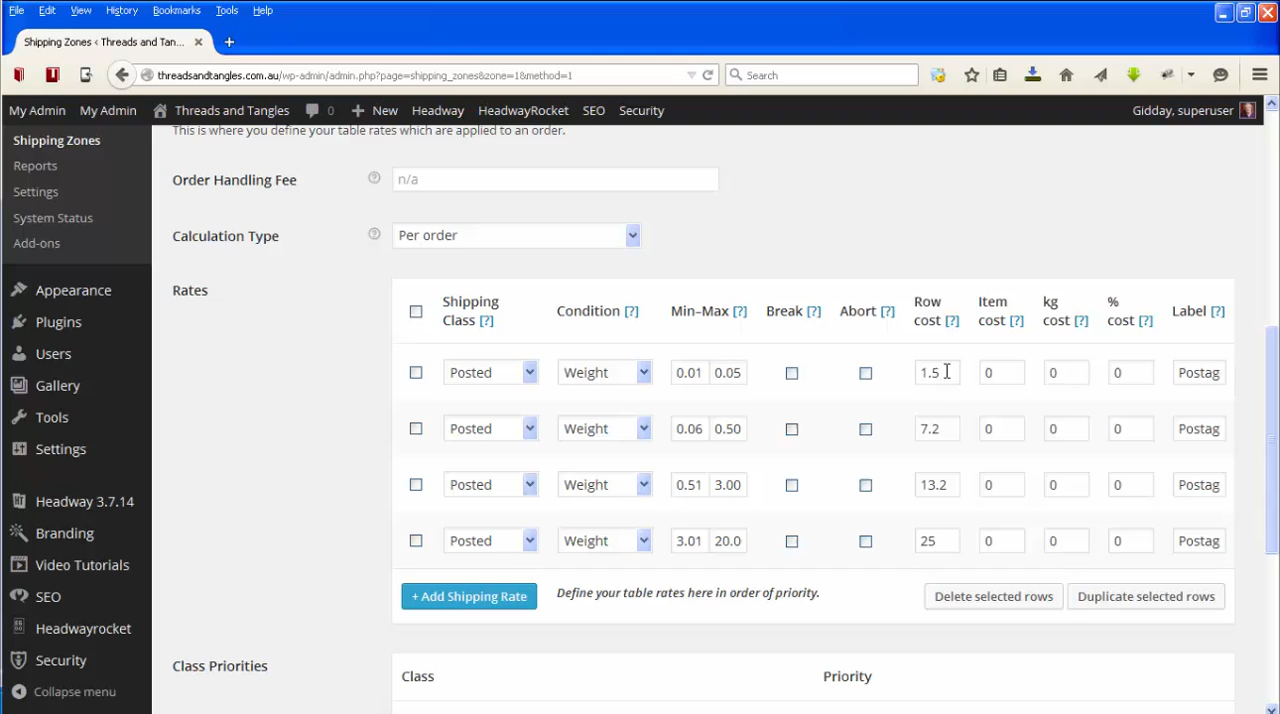 File Edit View History Bookmarks Tools Help
Shipping Zones ‹ Threads and Tan...
threadsandtangles.com.au/wp-admin/admin.php?page=shipping_zones&zone=1&method=1 Search
My Admin My Admin Threads and Tangles 0 New Headway HeadwayRocket SEO Security Gidday, superuser
Shipping Zones
Reports
Settings
System Status
Add-ons
Appearance
Plugins
Users
Gallery
Tools
Settings
Headway 3.7.14
Branding
Video Tutorials
SEO
Headwayrocket
Security
Collapse menu
This is where you define your table rates which are applied to an order.
Order Handling Fee n/a
Calculation Type Per order
Rates
Shipping Class [?] Condition [?] Min–Max [?] Break [?] Abort [?] Row cost [?] Item cost [?] kg cost [?] % cost [?] Label [?]
Posted Weight 0.01 0.05 1.5 0 0 0 Postag
Posted Weight 0.06 0.50 7.2 0 0 0 Postag
Posted Weight 0.51 3.00 13.2 0 0 0 Postag
Posted Weight 3.01 20.0 25 0 0 0 Postag
+ Add Shipping Rate Define your table rates here in order of priority. Delete selected rows Duplicate selected rows
Class Priorities
Class Priority